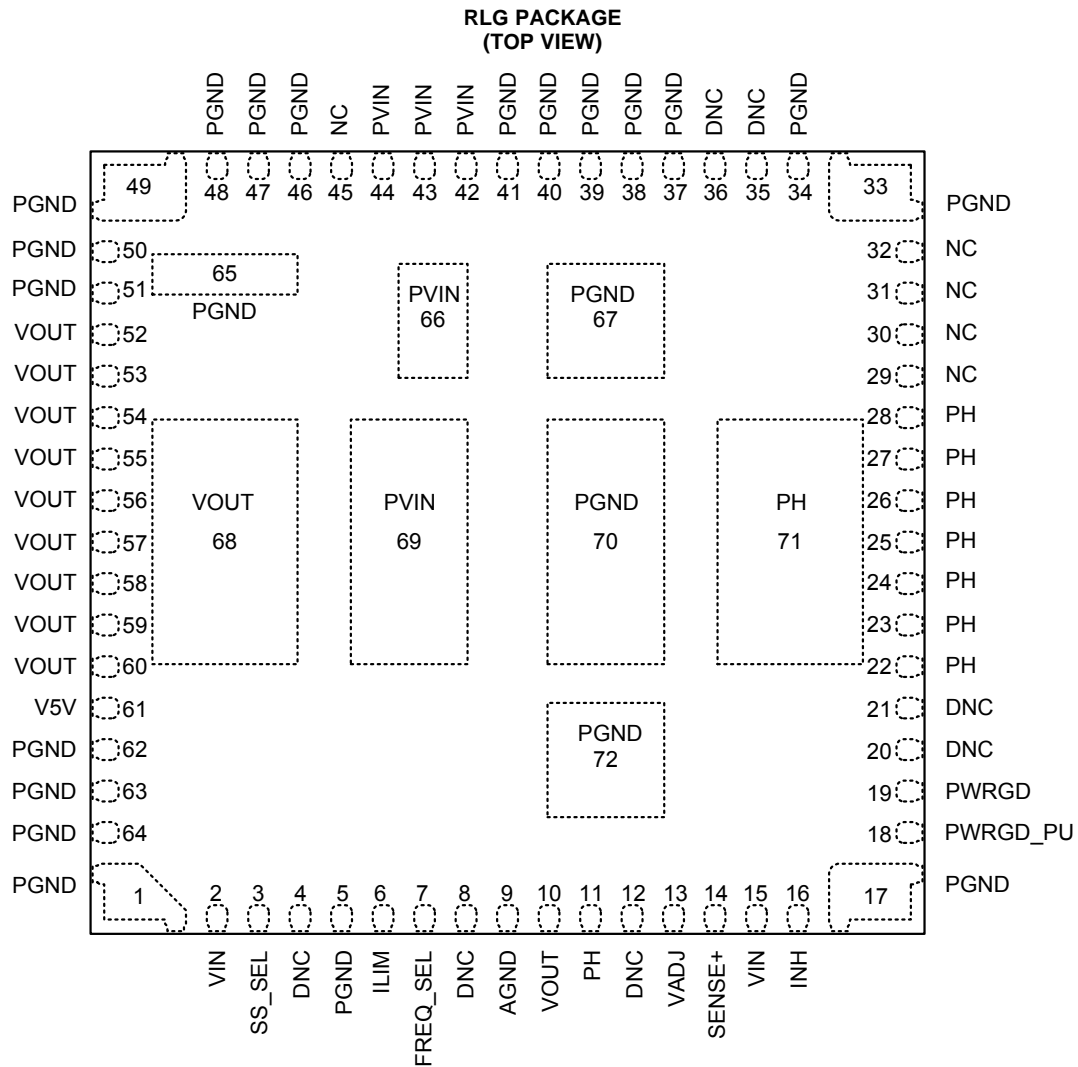 RLG PACKAGE
(TOP VIEW)
PGND PGND PGND NC PVIN PVIN PVIN PGND PGND PGND PGND PGND DNC DNC PGND
49 48 47 46 45 44 43 42 41 40 39 38 37 36 35 34 33
PGND PGND
PGND 50 32 NC
65
PGND 51 31 NC
PGND
PVIN
66
PGND
67
VOUT 52 30 NC
VOUT 53 29 NC
VOUT 54 28 PH
VOUT 55 27 PH
VOUT 56 VOUT PVIN PGND PH 26 PH
VOUT 57 68 69 70 71 25 PH
VOUT 58 24 PH
VOUT 59 23 PH
VOUT 60 22 PH
V5V 61 21 DNC
PGND
72
PGND 62 20 DNC
PGND 63 19 PWRGD
PGND 64 18 PWRGD_PU
PGND PGND
1 2 3 4 5 6 7 8 9 10 11 12 13 14 15 16 17
VIN SS_SEL DNC PGND ILIM FREQ_SEL DNC AGND VOUT PH DNC VADJ SENSE+ VIN INH